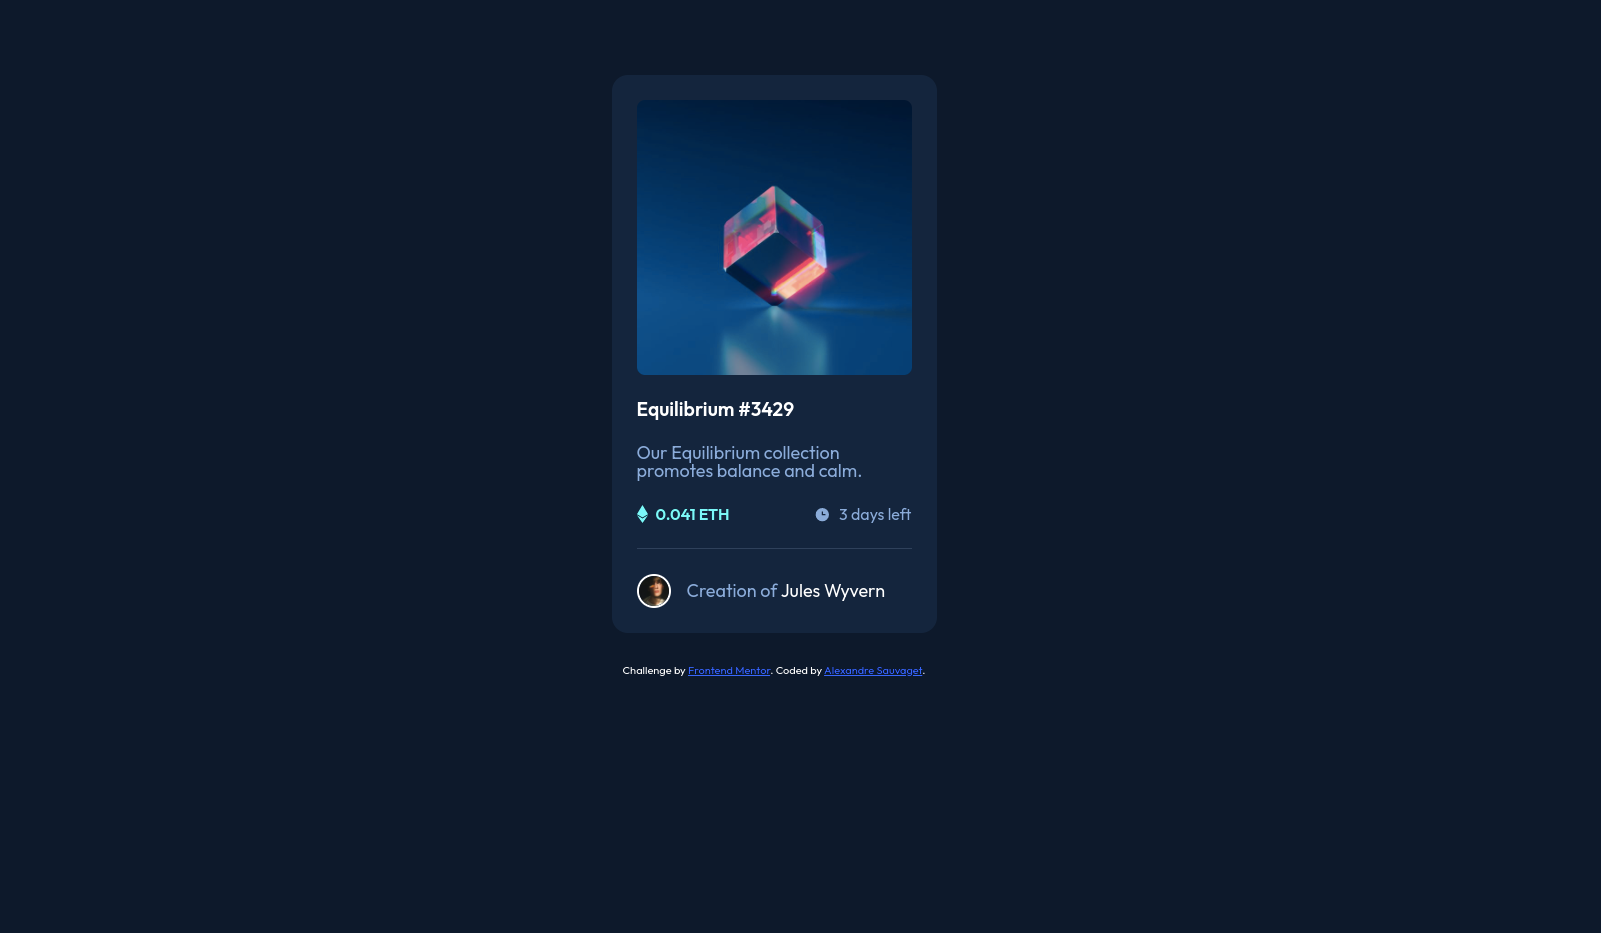 Equilibrium #3429
Our Equilibrium collection
promotes balance and calm.
0.041 ETH
3 days left
Creation of Jules Wyvern
Challenge by Frontend Mentor. Coded by Alexandre Sauvaget.